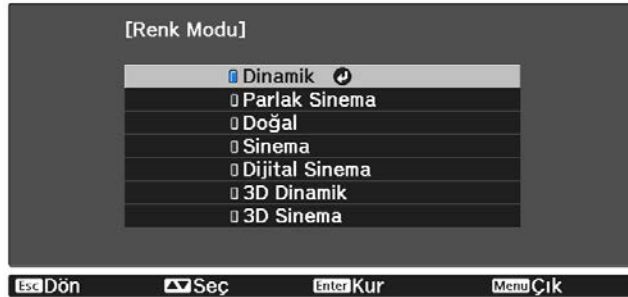 [Renk Modu]
Dinamik
Parlak Sinema
Doğal
Sinema
Dijital Sinema
3D Dinamik
3D Sinema
Esc Dön Seç Enter Kur Menu Çık